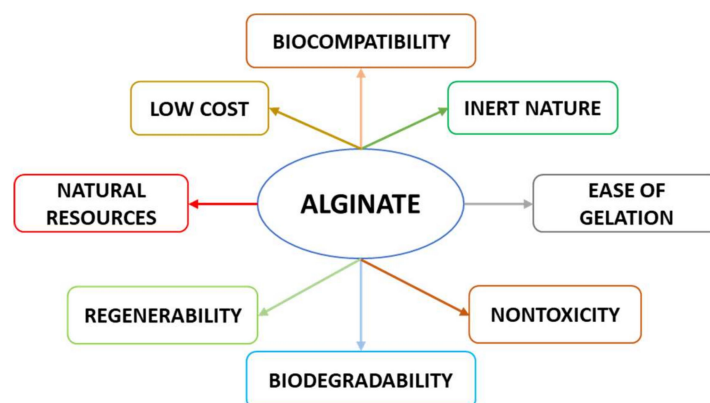 BIOCOMPATIBILITY
LOW COST
INERT NATURE
NATURAL
RESOURCES
ALGINATE
EASE OF
GELATION
REGENERABILITY
NONTOXICITY
BIODEGRADABILITY